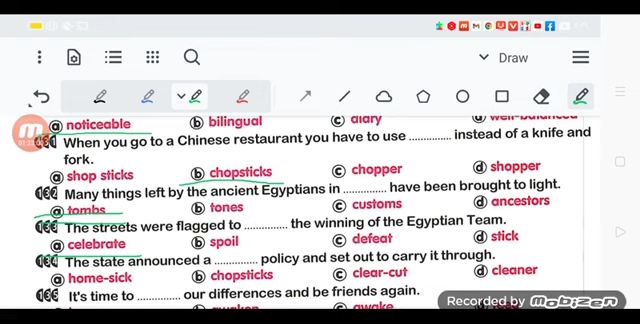 Draw
ⓐ noticeable ⓑ bilingual ⓒ diary ⓓ well-balanced
When you go to a Chinese restaurant you have to use .............. instead of a knife and
fork.
ⓐ shop sticks ⓑ chopsticks ⓒ chopper ⓓ shopper
Many things left by the ancient Egyptians in .............. have been brought to light.
ⓐ tombs ⓑ tones ⓒ customs ⓓ ancestors
The streets were flagged to .............. the winning of the Egyptian Team.
ⓐ celebrate ⓑ spoil ⓒ defeat ⓓ stick
The state announced a .............. policy and set out to carry it through.
ⓐ home-sick ⓑ chopsticks ⓒ clear-cut ⓓ cleaner
It's time to .............. our differences and be friends again.
Recorded by Mobizen